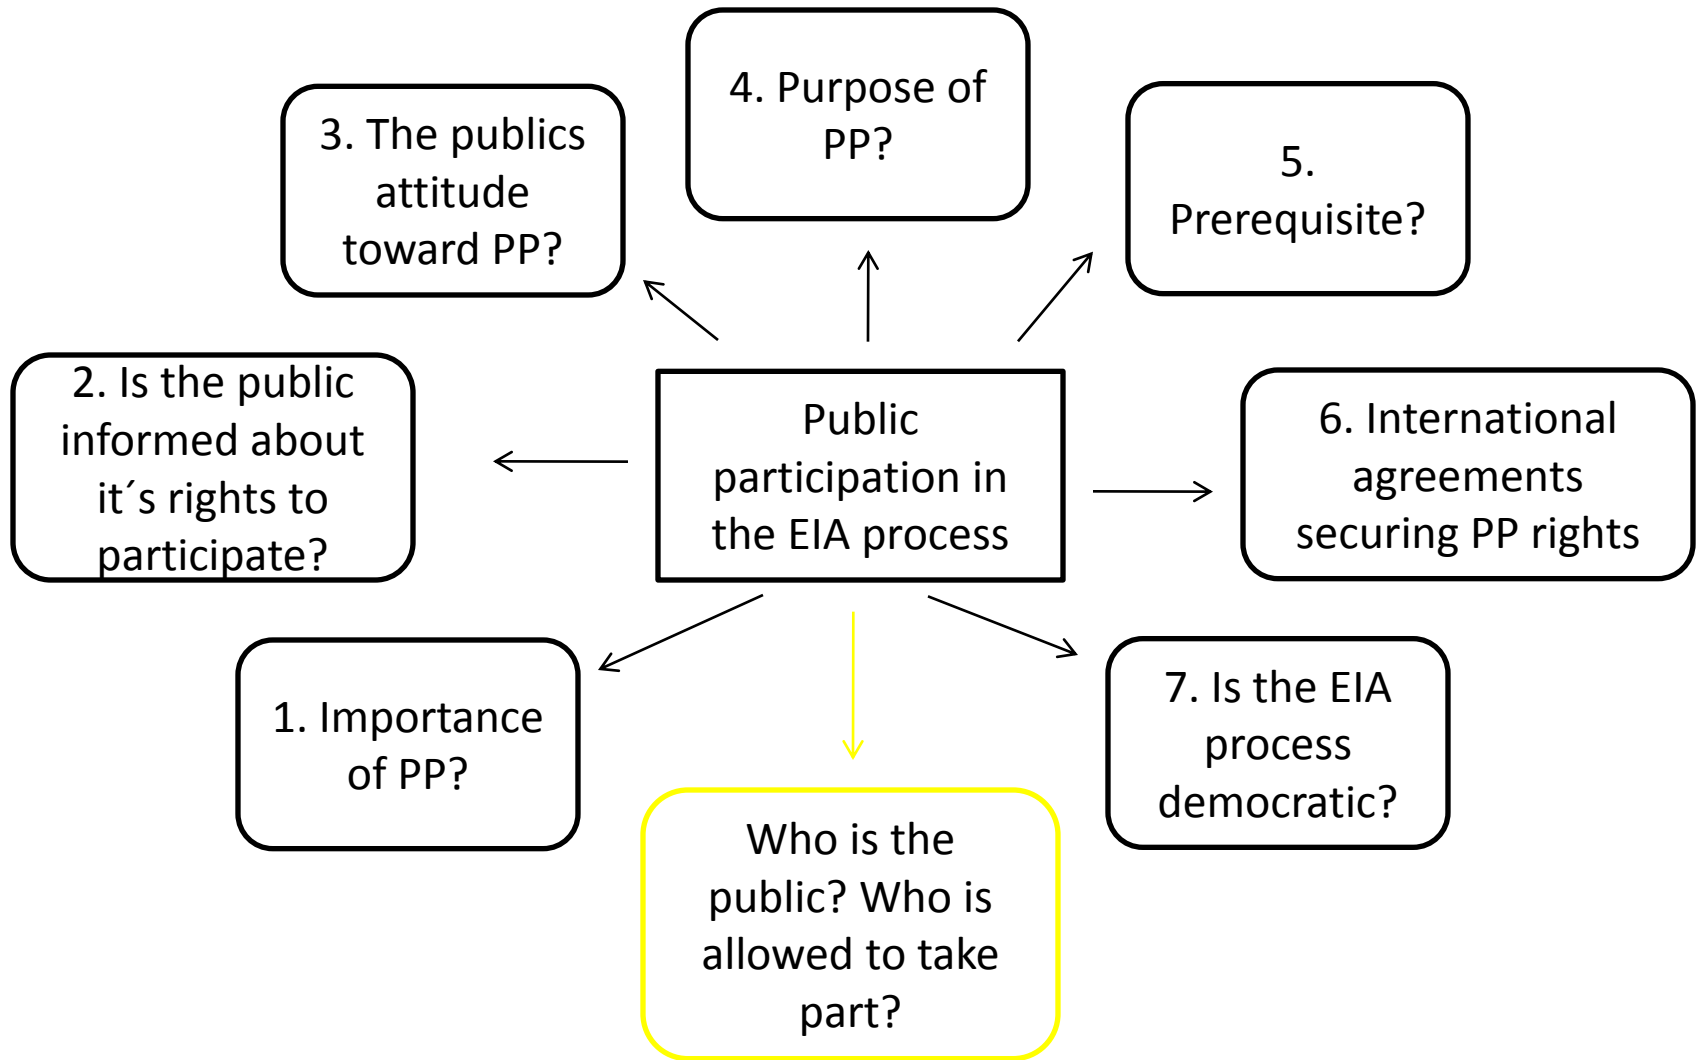 4. Purpose of
PP?
3. The publics
attitude
toward PP?
5.
Prerequisite?
2. Is the public
informed about
it´s rights to
participate?
Public
participation in
the EIA process
6. International
agreements
securing PP rights
1. Importance
of PP?
7. Is the EIA
process
democratic?
Who is the
public? Who is
allowed to take
part?